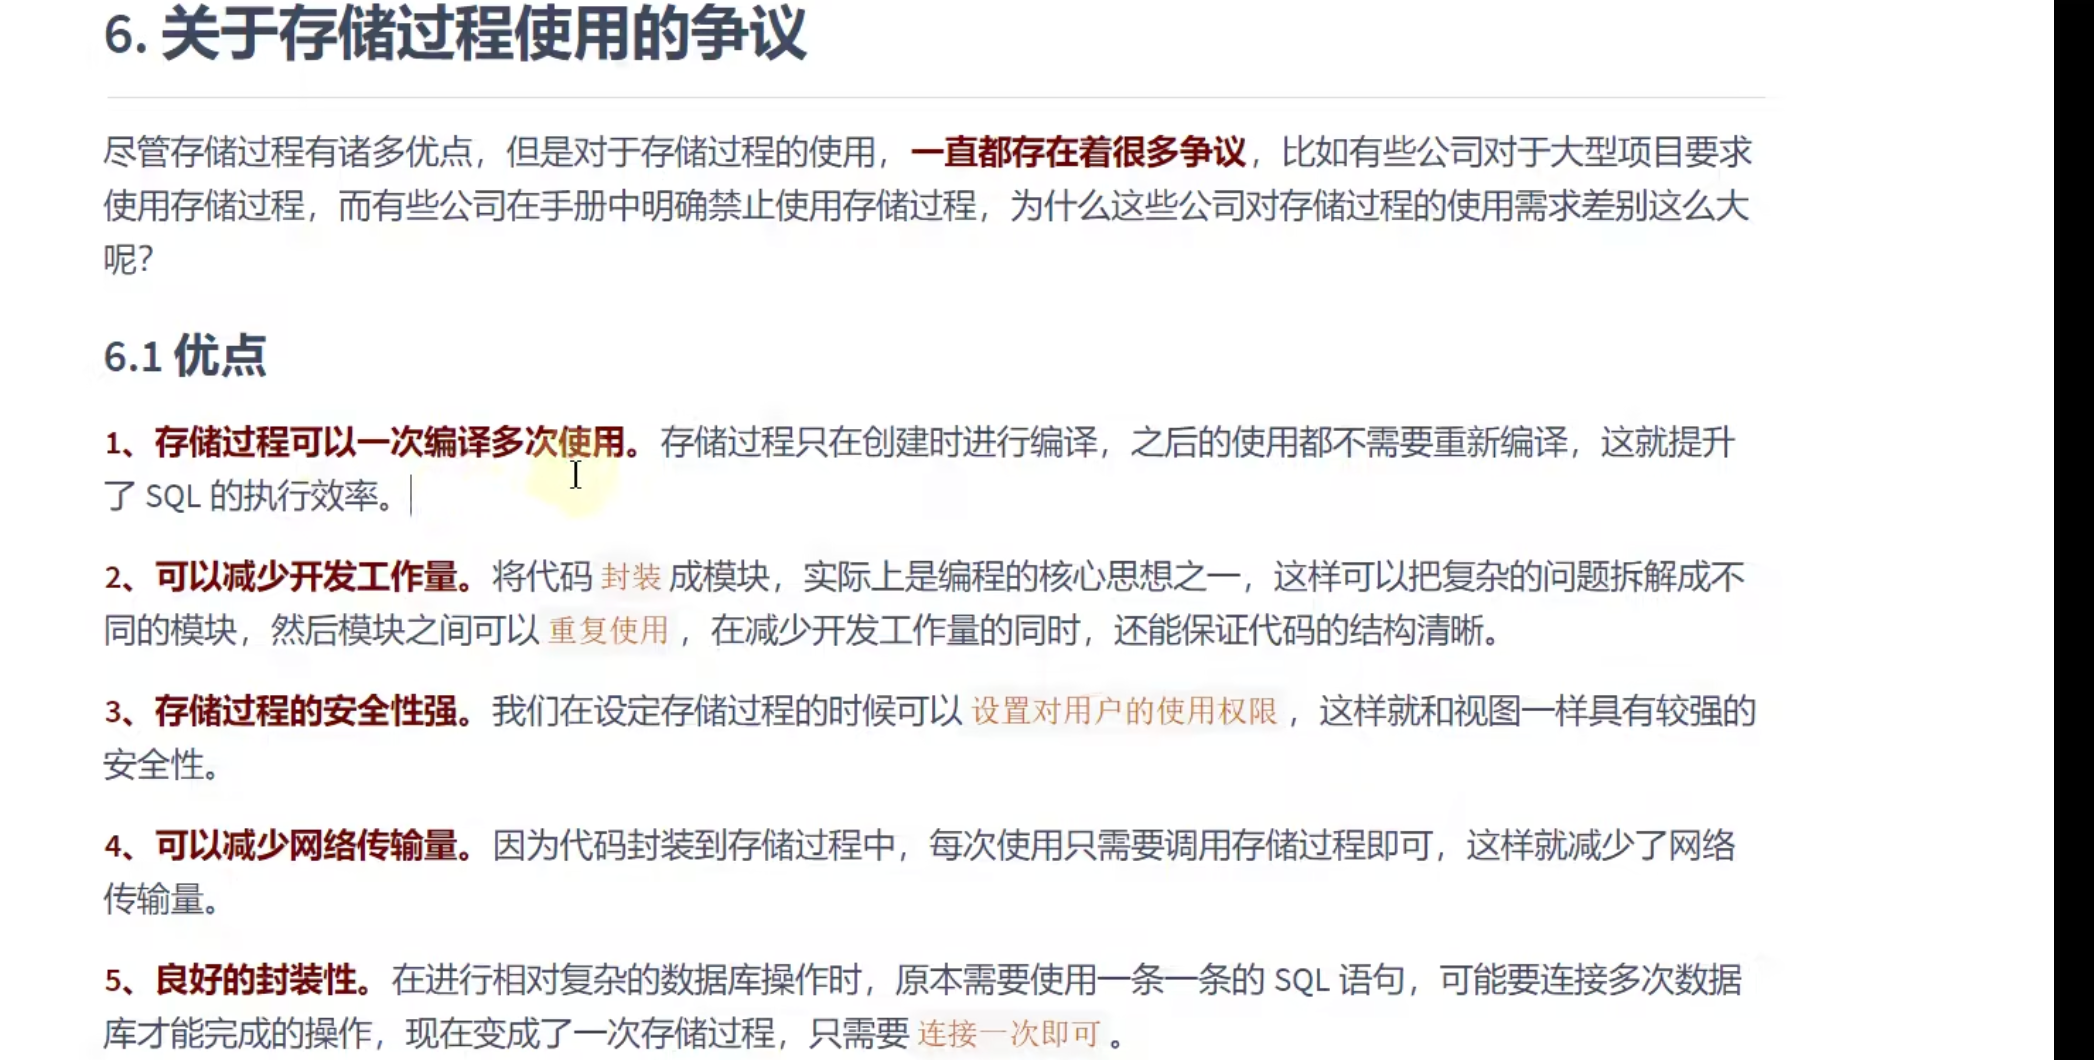 6. 关于存储过程使用的争议
尽管存储过程有诸多优点，但是对于存储过程的使用，一直都存在着很多争议，比如有些公司对于大型项目要求
使用存储过程，而有些公司在手册中明确禁止使用存储过程，为什么这些公司对存储过程的使用需求差别这么大
呢？
6.1 优点
1、存储过程可以一次编译多次使用。存储过程只在创建时进行编译，之后的使用都不需要重新编译，这就提升
了 SQL 的执行效率。
2、可以减少开发工作量。将代码 封装 成模块，实际上是编程的核心思想之一，这样可以把复杂的问题拆解成不
同的模块，然后模块之间可以 重复使用 ，在减少开发工作量的同时，还能保证代码的结构清晰。
3、存储过程的安全性强。我们在设定存储过程的时候可以 设置对用户的使用权限 ，这样就和视图一样具有较强的
安全性。
4、可以减少网络传输量。因为代码封装到存储过程中，每次使用只需要调用存储过程即可，这样就减少了网络
传输量。
5、良好的封装性。在进行相对复杂的数据库操作时，原本需要使用一条一条的 SQL 语句，可能要连接多次数据
库才能完成的操作，现在变成了一次存储过程，只需要 连接一次即可 。